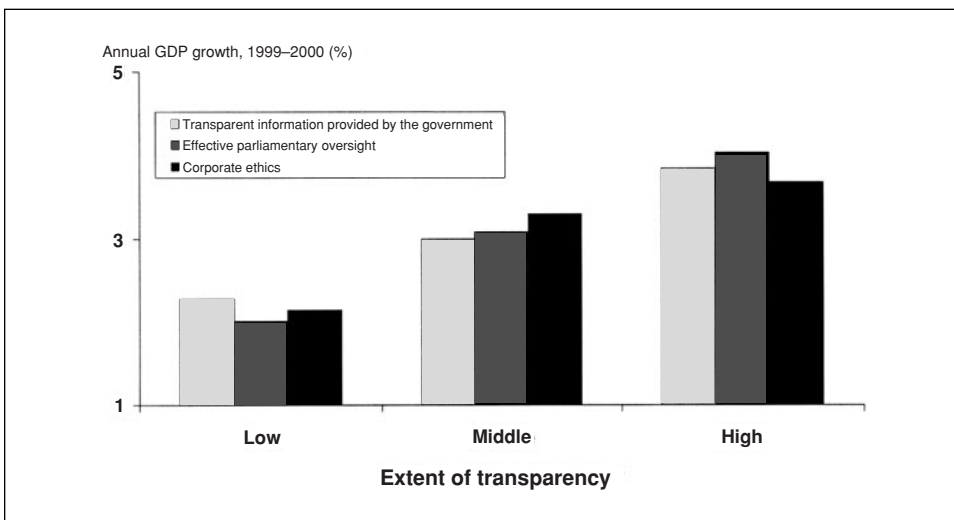 Annual GDP growth, 1999–2000 (%)
5
Transparent information provided by the government
Effective parliamentary oversight
Corporate ethics
3
1
Low Middle High
Extent of transparency